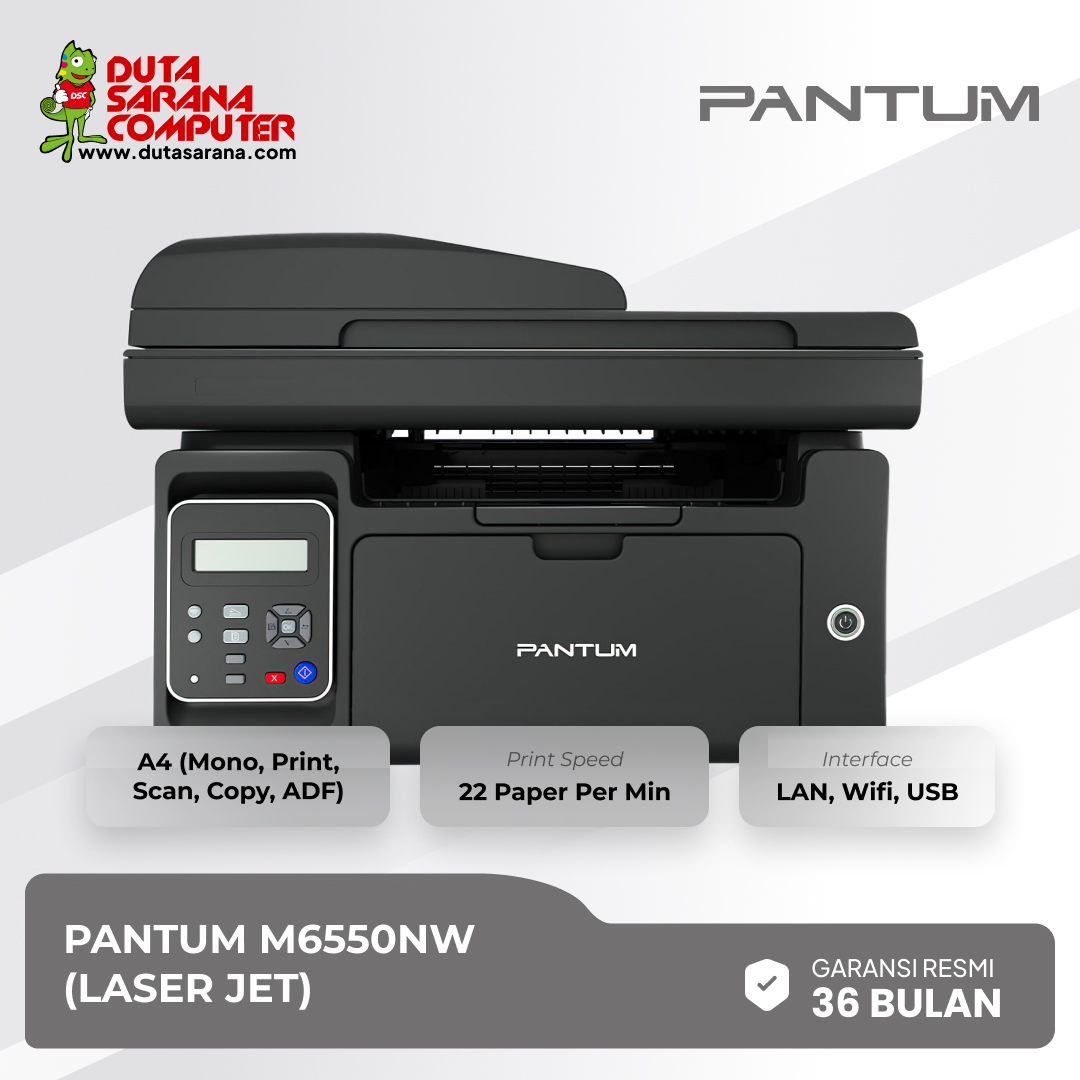 DUTA
SARANA
COMPUTER
www.dutasarana.com
DSC
PANTUM
OK
X
PANTUM
A4 (Mono, Print,
Scan, Copy, ADF)
Print Speed
22 Paper Per Min
Interface
LAN, Wifi, USB
PANTUM M6550NW
(LASER JET)
GARANSI RESMI
36 BULAN